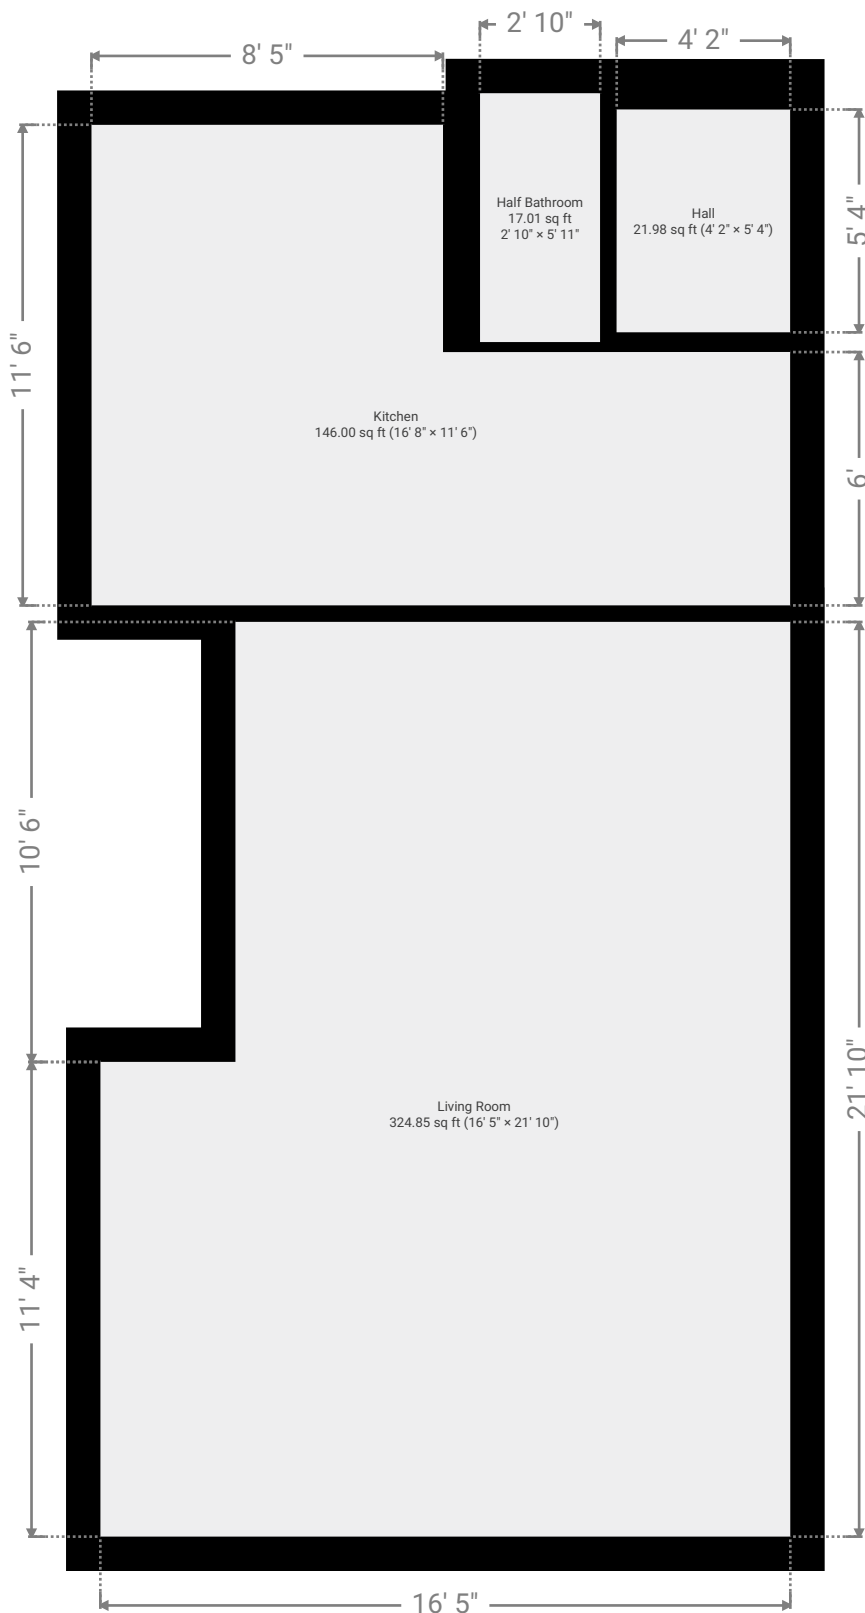 2' 10"
4' 2"
8' 5"
Half Bathroom
17.01 sq ft
2' 10" × 5' 11"
Hall
21.98 sq ft (4' 2" × 5' 4")
5' 4"
11' 6"
Kitchen
146.00 sq ft (16' 8" × 11' 6")
6'
10' 6"
21' 10"
Living Room
324.85 sq ft (16' 5" × 21' 10")
11' 4"
16' 5"